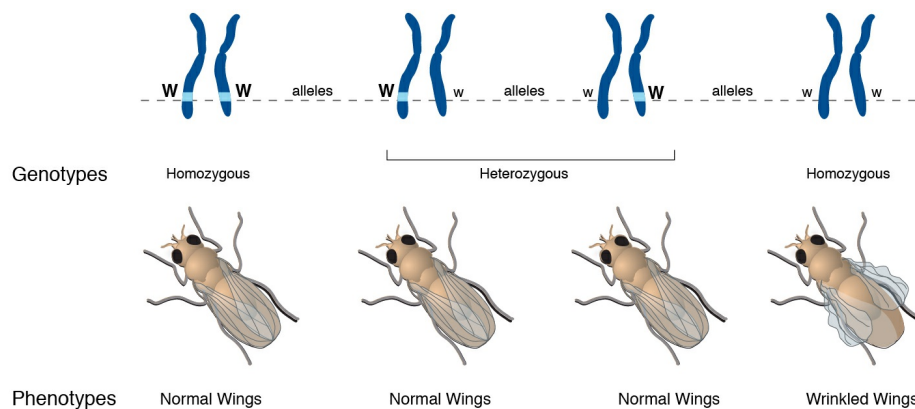 W W alleles W w alleles w W alleles w w
Genotypes Homozygous Heterozygous Homozygous
Phenotypes Normal Wings Normal Wings Normal Wings Wrinkled Wings